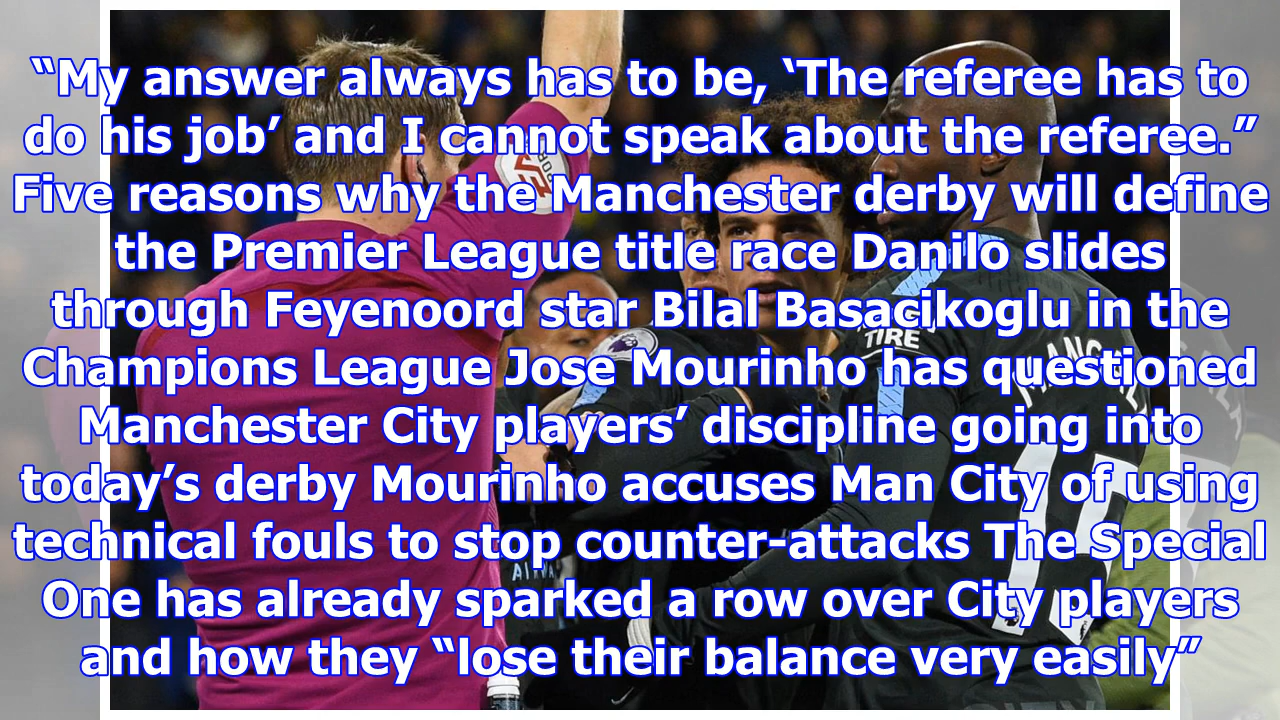 “My answer always has to be, ‘The referee has to
do his job’ and I cannot speak about the referee.”
Five reasons why the Manchester derby will define
the Premier League title race Danilo slides
through Feyenoord star Bilal Basacikoglu in the
Champions League Jose Mourinho has questioned
Manchester City players’ discipline going into
today’s derby Mourinho accuses Man City of using
technical fouls to stop counter-attacks The Special
One has already sparked a row over City players
and how they “lose their balance very easily”
TIRE
15